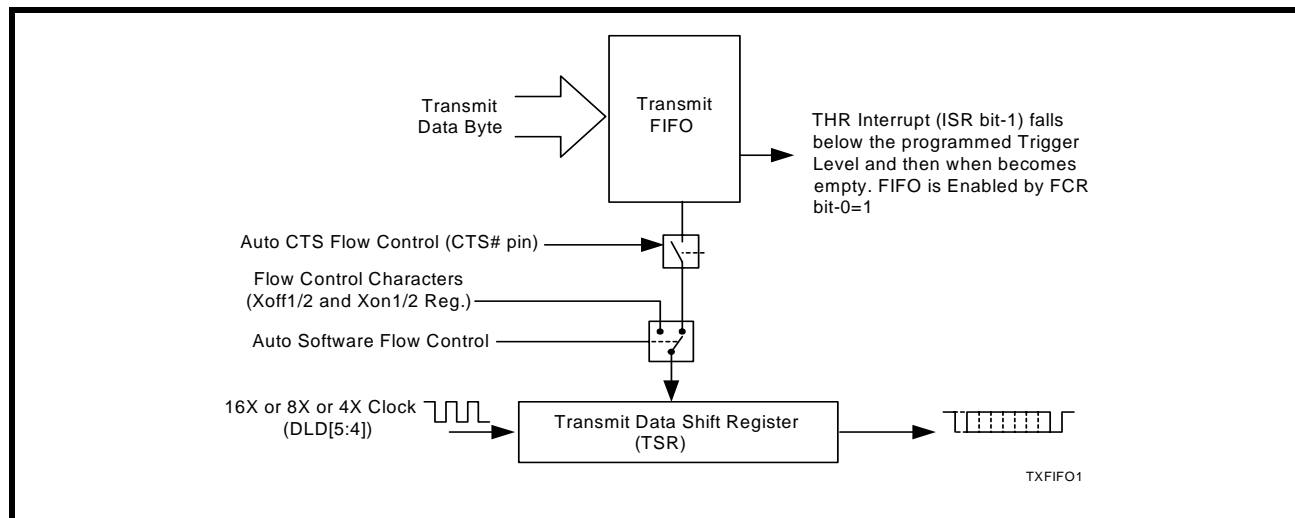 Transmit
Data Byte
Transmit
FIFO
THR Interrupt (ISR bit-1) falls
below the programmed Trigger
Level and then when becomes
empty. FIFO is Enabled by FCR
bit-0=1
Auto CTS Flow Control (CTS# pin)
Flow Control Characters
(Xoff1/2 and Xon1/2 Reg.)
Auto Software Flow Control
16X or 8X or 4X Clock
(DLD[5:4])
Transmit Data Shift Register
(TSR)
TXFIFO1